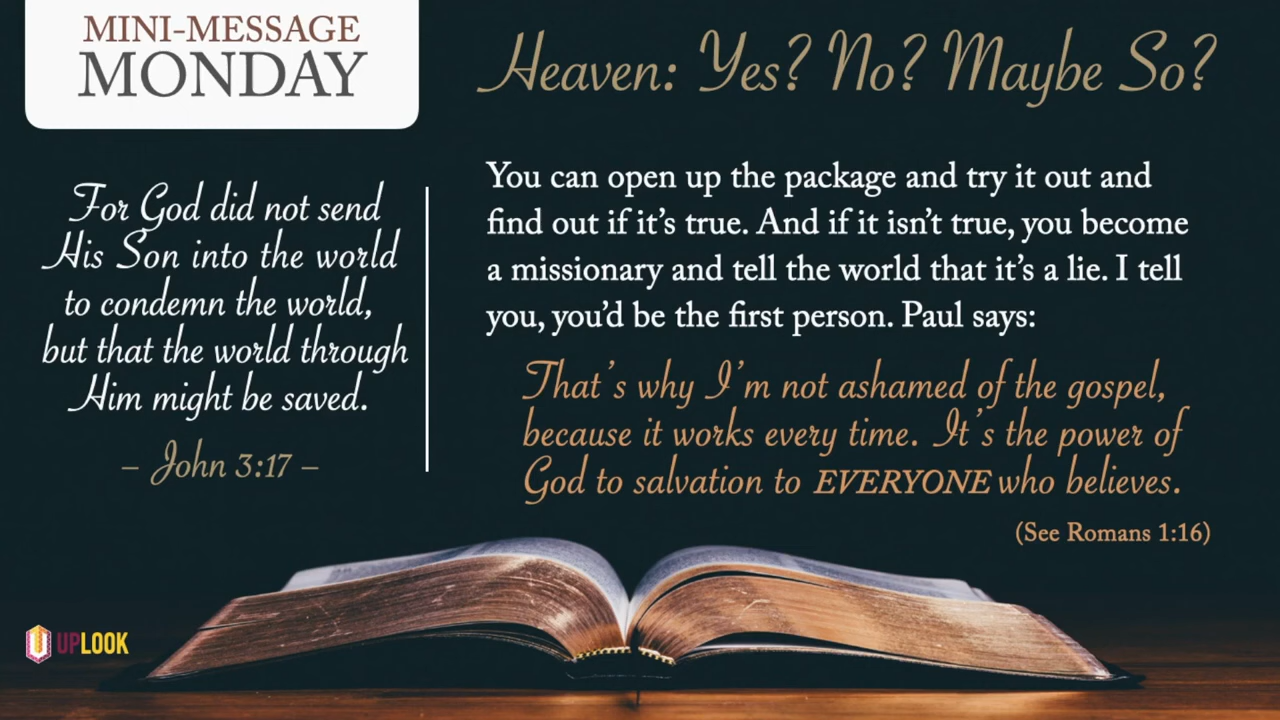 MINI-MESSAGE
MONDAY
For God did not send
His Son into the world
to condemn the world,
but that the world through
Him might be saved.
– John 3:17 –
Heaven: Yes? No? Maybe So?
You can open up the package and try it out and
find out if it’s true. And if it isn’t true, you become
a missionary and tell the world that it’s a lie. I tell
you, you’d be the first person. Paul says:
That’s why I’m not ashamed of the gospel,
because it works every time. It’s the power of
God to salvation to EVERYONE who believes.
(See Romans 1:16)
UPLOOK